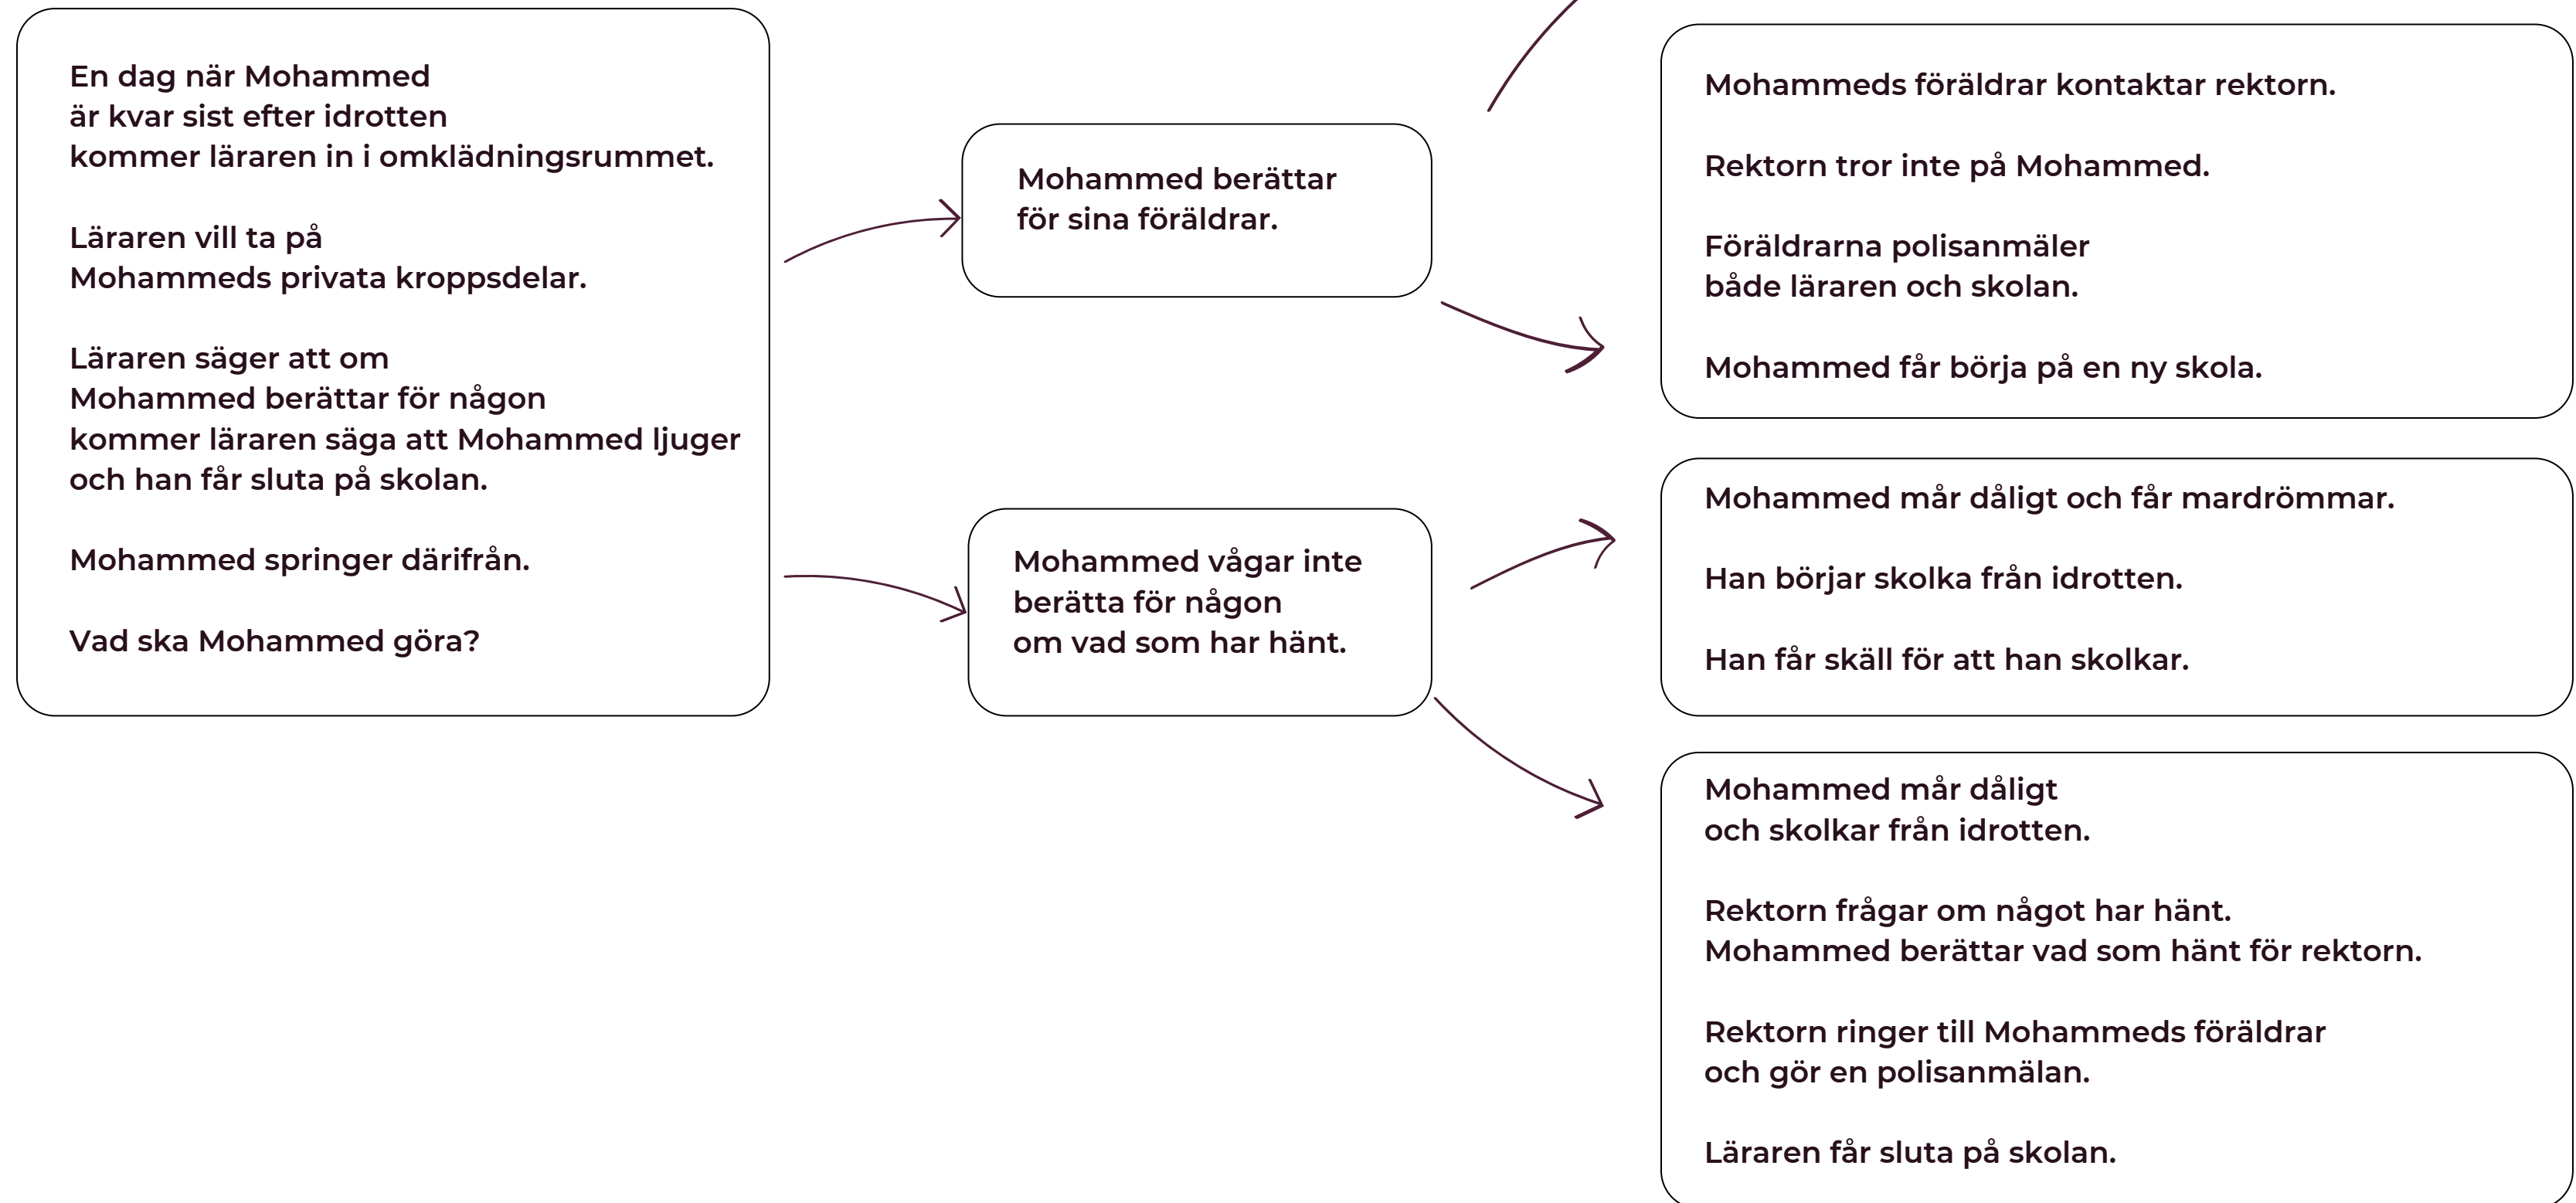 En dag när Mohammed
är kvar sist efter idrotten
kommer läraren in i omklädningsrummet.
Läraren vill ta på
Mohammeds privata kroppsdelar.
Läraren säger att om
Mohammed berättar för någon
kommer läraren säga att Mohammed ljuger
och han får sluta på skolan.
Mohammed springer därifrån.
Vad ska Mohammed göra?
Mohammed berättar
för sina föräldrar.
Mohammed vågar inte
berätta för någon
om vad som har hänt.
Mohammeds föräldrar kontaktar rektorn.
Rektorn tror inte på Mohammed.
Föräldrarna polisanmäler
både läraren och skolan.
Mohammed får börja på en ny skola.
Mohammed mår dåligt och får mardrömmar.
Han börjar skolka från idrotten.
Han får skäll för att han skolkar.
Mohammed mår dåligt
och skolkar från idrotten.
Rektorn frågar om något har hänt.
Mohammed berättar vad som hänt för rektorn.
Rektorn ringer till Mohammeds föräldrar
och gör en polisanmälan.
Läraren får sluta på skolan.